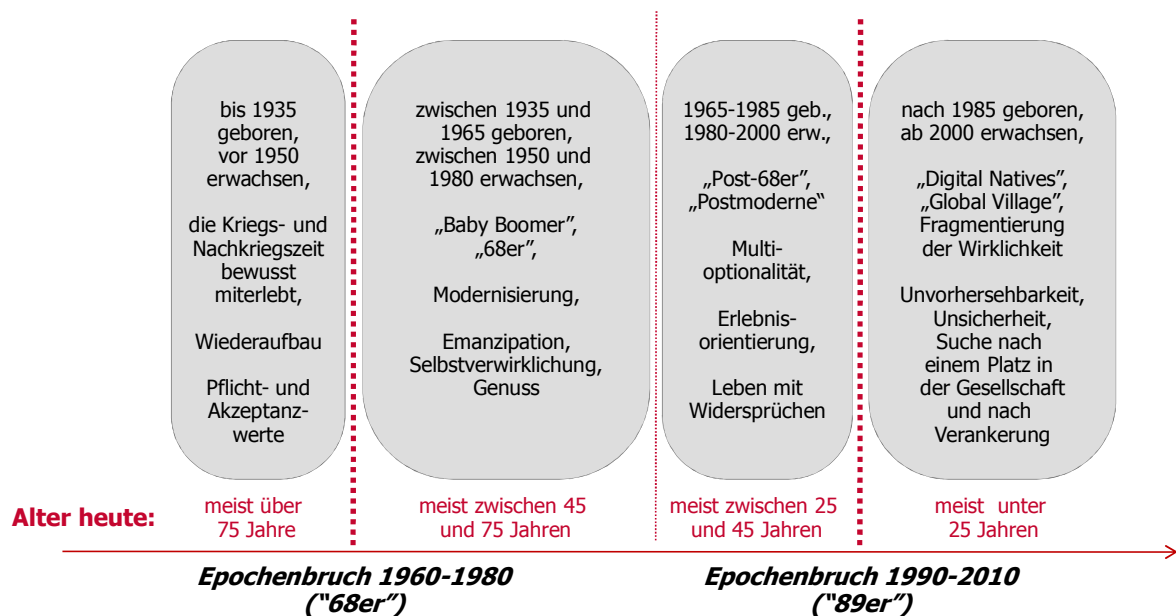 bis 1935
geboren,
vor 1950
erwachsen,
die Kriegs- und
Nachkriegszeit
bewusst
miterlebt,
Wiederaufbau
Pflicht- und
Akzeptanz-
werte
zwischen 1935 und
1965 geboren,
zwischen 1950 und
1980 erwachsen,
„Baby Boomer”,
„68er”,
Modernisierung,
Emanzipation,
Selbstverwirklichung,
Genuss
1965-1985 geb.,
1980-2000 erw.,
„Post-68er”,
„Postmoderne“
Multi-
optionalität,
Erlebnis-
orientierung,
Leben mit
Widersprüchen
nach 1985 geboren,
ab 2000 erwachsen,
„Digital Natives”,
„Global Village”,
Fragmentierung
der Wirklichkeit
Unvorhersehbarkeit,
Unsicherheit,
Suche nach
einem Platz in
der Gesellschaft
und nach
Verankerung
Alter heute:
meist über
75 Jahre
meist zwischen 45
und 75 Jahren
meist zwischen 25
und 45 Jahren
meist unter
25 Jahren
Epochenbruch 1960-1980
("68er”)
Epochenbruch 1990-2010
("89er”)